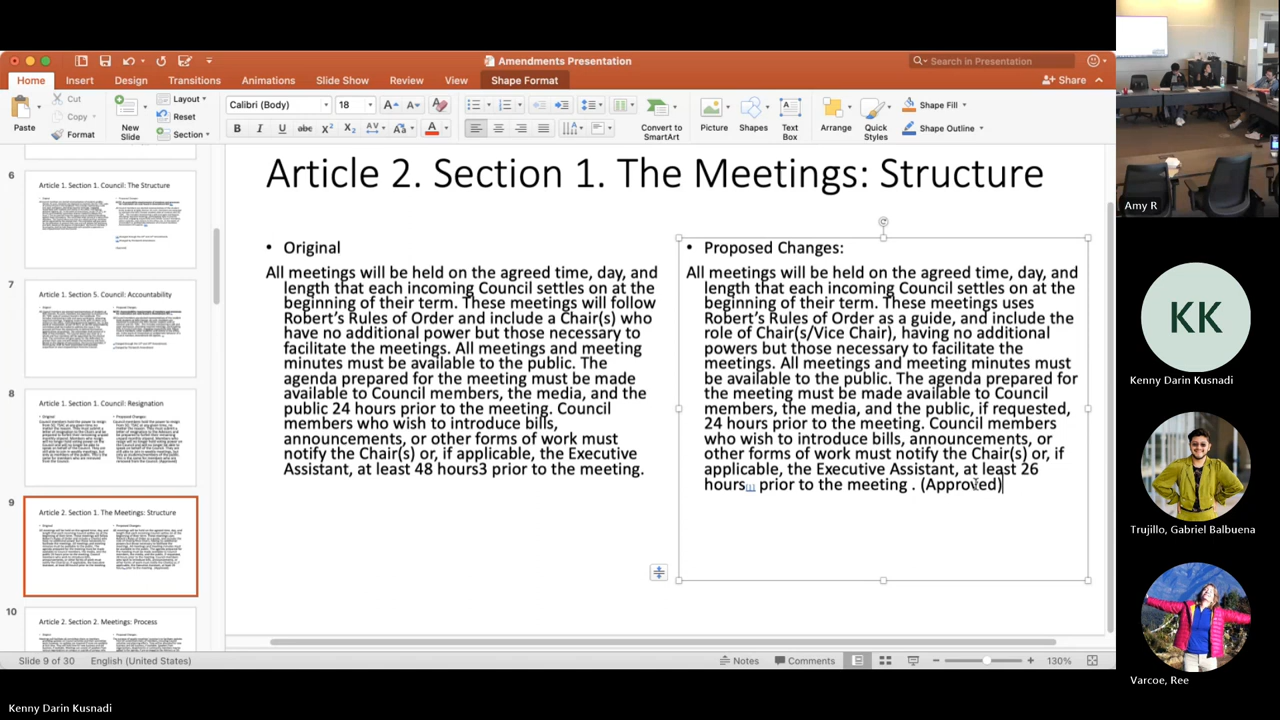 Amendments Presentation
Search in Presentation
Home
Insert
Design
Transitions
Animations
Slide Show
Review
View
Shape Format
Share
Paste
Cut
Copy
Format
New
Slide
Layout
Reset
Section
Calibri (Body)
18
Convert to
SmartArt
Picture
Shapes
Text
Box
Arrange
Quick
Styles
Shape Fill
Shape Outline
6
Article 1. Section 1. Council: The Structure
7
Article 1. Section 5. Council: Accountability
8
Article 1. Section 1. Council: Resignation
9
Article 2. Section 1. The Meetings: Structure
10
Article 2. Section 2. Meetings: Process
Article 2. Section 1. The Meetings: Structure
• Original
All meetings will be held on the agreed time, day, and
length that each incoming Council settles on at the
beginning of their term. These meetings will follow
Robert’s Rules of Order and include a Chair(s) who
have no additional power but those necessary to
facilitate the meetings. All meetings and meeting
minutes must be available to the public. The
agenda prepared for the meeting must be made
available to Council members, the media, and the
public 24 hours prior to the meeting. Council
members who wish to introduce bills,
announcements, or other forms of work must
notify the Chair(s) or, if applicable, the Executive
Assistant, at least 48 hours3 prior to the meeting.
• Proposed Changes:
All meetings will be held on the agreed time, day, and
length that each incoming Council settles on at the
beginning of their term. These meetings uses
Robert’s Rules of Order as a guide, and include the
role of Chair(s/Vice Chair), having no additional
powers but those necessary to facilitate the
meetings. All meetings and meeting minutes must
be available to the public. The agenda prepared for
the meeting must be made available to Council
members, the media, and the public, if requested,
24 hours prior to the meeting. Council members
who wish to introduce bills, announcements, or
other forms of work must notify the Chair(s) or, if
applicable, the Executive Assistant, at least 26
hours[1] prior to the meeting . (Approved)
Slide 9 of 30
English (United States)
Notes
Comments
130%
Kenny Darin Kusnadi
Amy R
KK
Kenny Darin Kusnadi
Trujillo, Gabriel Balbuena
Varcoe, Ree